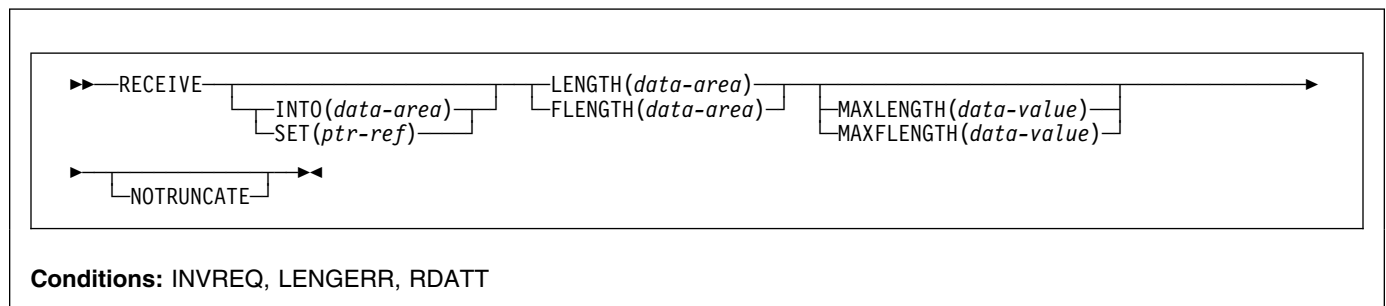 RECEIVE LENGTH(data-area)
INTO(data-area) FLENGTH(data-area) MAXLENGTH(data-value)
SET(ptr-ref) MAXFLENGTH(data-value)
NOTRUNCATE
Conditions: INVREQ, LENGERR, RDATT